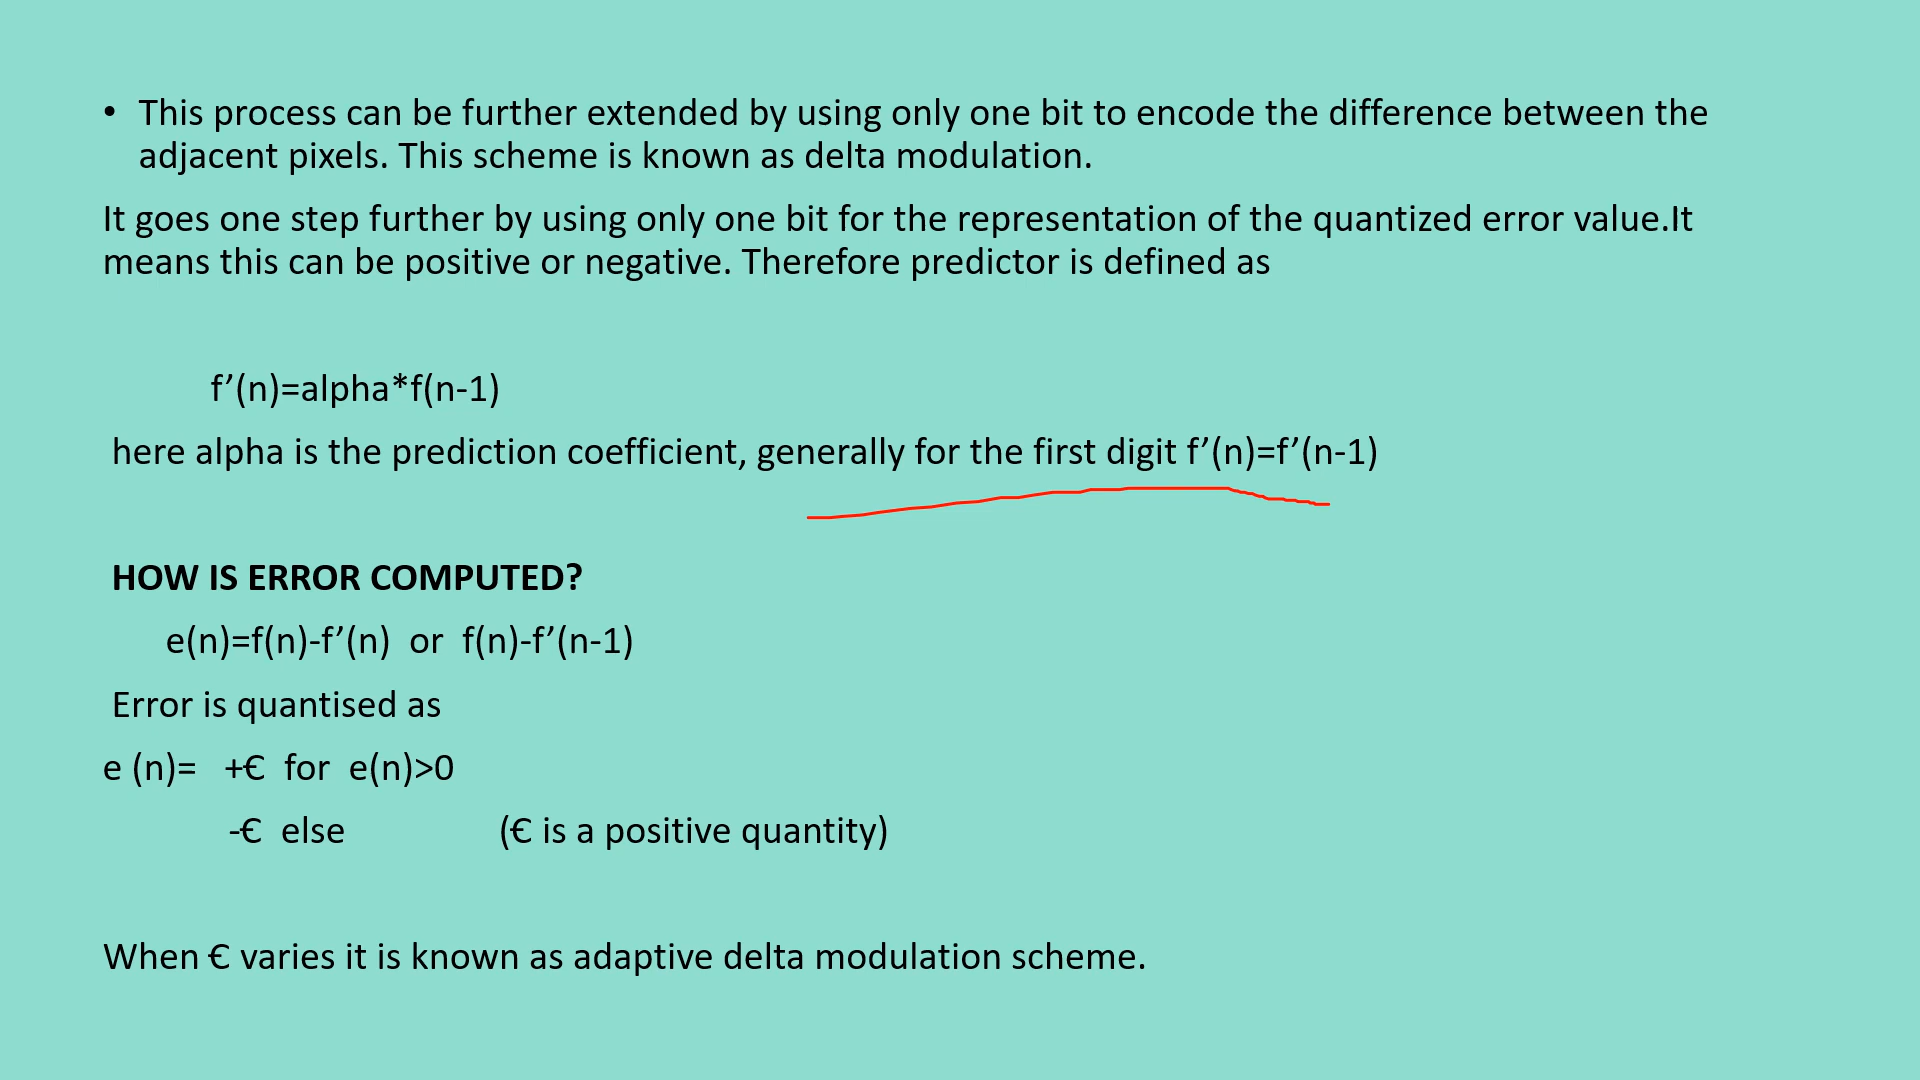 • This process can be further extended by using only one bit to encode the difference between the
adjacent pixels. This scheme is known as delta modulation.
It goes one step further by using only one bit for the representation of the quantized error value.It
means this can be positive or negative. Therefore predictor is defined as
f’(n)=alpha*f(n-1)
here alpha is the prediction coefficient, generally for the first digit f’(n)=f’(n-1)
HOW IS ERROR COMPUTED?
e(n)=f(n)-f’(n) or f(n)-f’(n-1)
Error is quantised as
e (n)= +€ for e(n)>0
-€ else (€ is a positive quantity)
When € varies it is known as adaptive delta modulation scheme.